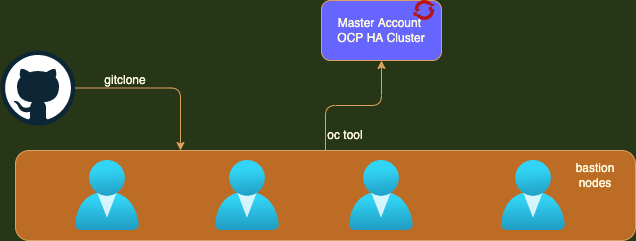 Master Account
OCP HA Cluster
gitclone
oc tool
bastion
nodes